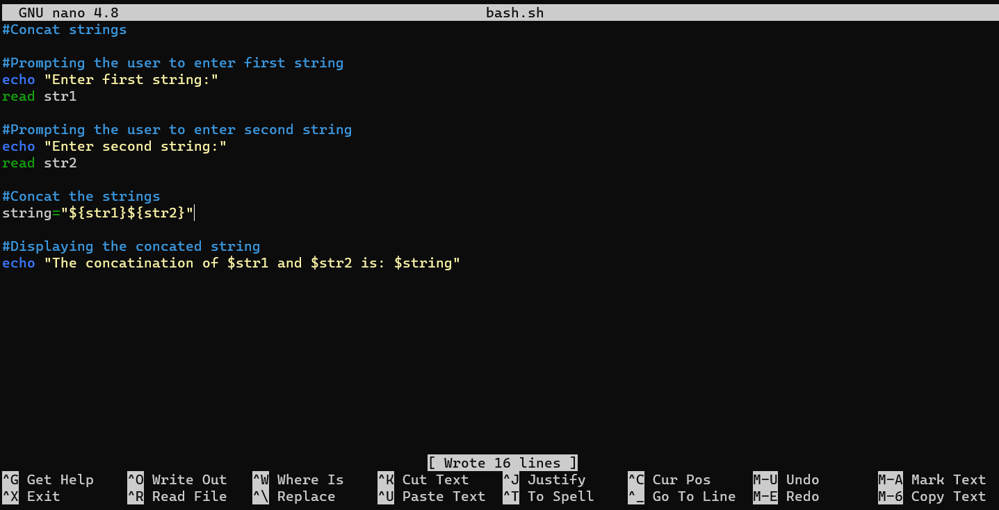 GNU nano 4.8 bash.sh
#Concat strings
#Prompting the user to enter first string
echo "Enter first string:"
read str1
#Prompting the user to enter second string
echo "Enter second string:"
read str2
#Concat the strings
string="${str1}${str2}"
#Displaying the concated string
echo "The concatination of $str1 and $str2 is: $string"
[ Wrote 16 lines ]
^G Get Help ^O Write Out ^W Where Is ^K Cut Text ^J Justify ^C Cur Pos M-U Undo M-A Mark Text
^X Exit ^R Read File ^\ Replace ^U Paste Text ^T To Spell ^_ Go To Line M-E Redo M-6 Copy Text